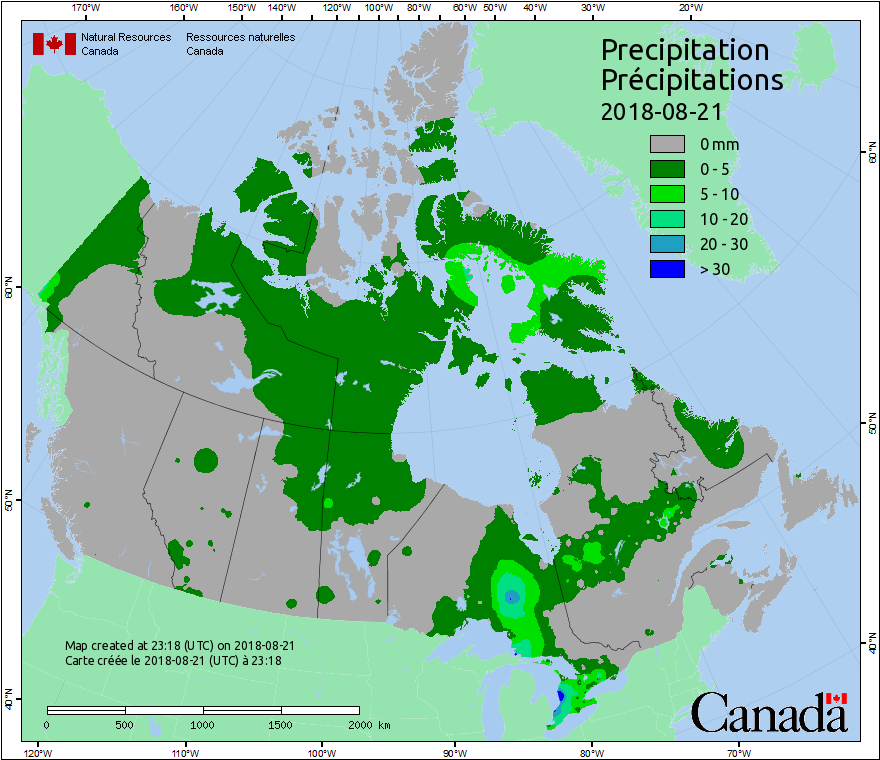 170°W 160°W 150°W 140°W 120°W 100°W 80°W 60°W 50°W 40°W 30°W 20°W
Natural Resources Ressources naturelles
Canada Canada
Precipitation
Précipitations
2018-08-21
0 mm
0 - 5
5 - 10
10 - 20
20 - 30
> 30
60°N
60°N
50°N
50°N
40°N
40°N
Map created at 23:18 (UTC) on 2018-08-21
Carte créée le 2018-08-21 (UTC) à 23:18
0 500 1000 1500 2000 km
Canada
120°W 110°W 100°W 90°W 80°W 70°W